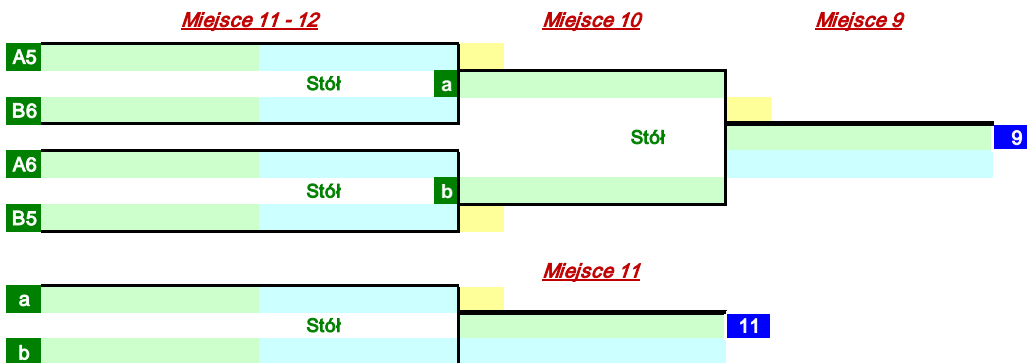 Miejsce 11 - 12 Miejsce 10 Miejsce 9
A5
Stół a
B6
Stół 9
A6
Stół b
B5
Miejsce 11
a
Stół 11
b